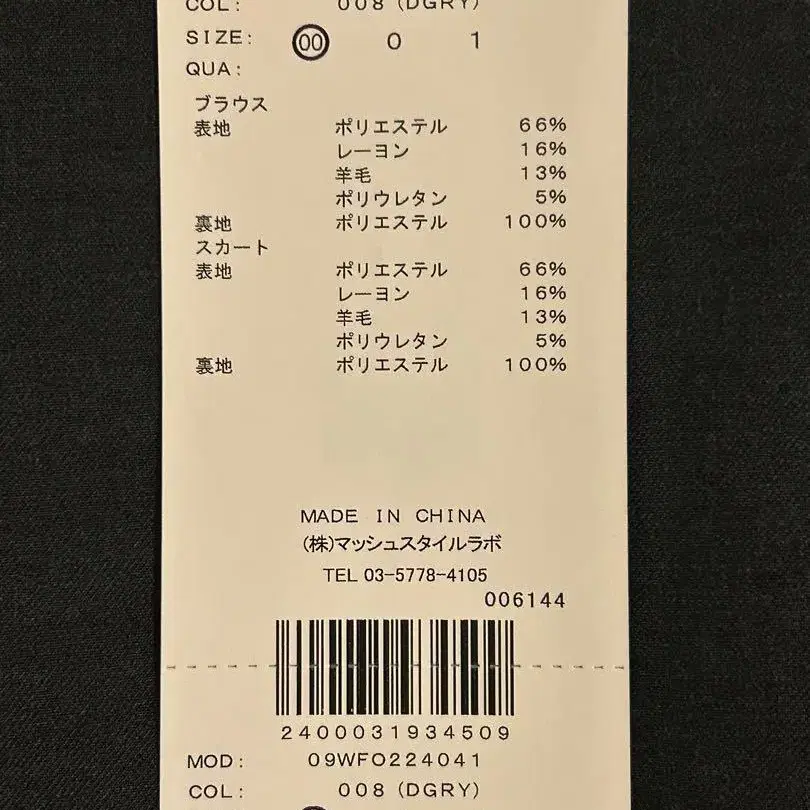 COL: 008 (DGRY)
SIZE: 00 0 1
QUA:
ブラウス
表地 ポリエステル 66%
レーヨン 16%
羊毛 13%
ポリウレタン 5%
裏地 ポリエステル 100%
スカート
表地 ポリエステル 66%
レーヨン 16%
羊毛 13%
ポリウレタン 5%
裏地 ポリエステル 100%
MADE IN CHINA
(株)マッシュスタイルラボ
TEL 03-5778-4105
006144
2400031934509
MOD: 09WFO224041
COL: 008 (DGRY)